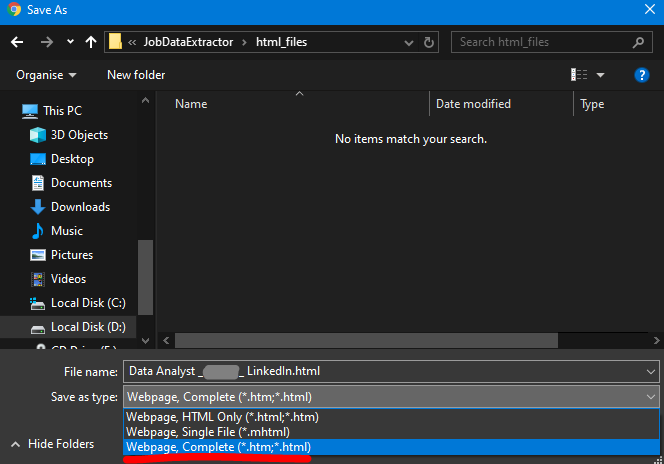 Save As
« JobDataExtractor › html_files
Search html_files
Organise
New folder
?
This PC
3D Objects
Desktop
Documents
Downloads
Music
Pictures
Videos
Local Disk (C:)
Local Disk (D:)
Name
Date modified
Type
No items match your search.
File name: Data Analyst _ _ LinkedIn.html
Save as type: Webpage, Complete (*.htm;*.html)
Webpage, HTML Only (*.html;*.htm)
Webpage, Single File (*.mhtml)
Webpage, Complete (*.htm;*.html)
Hide Folders